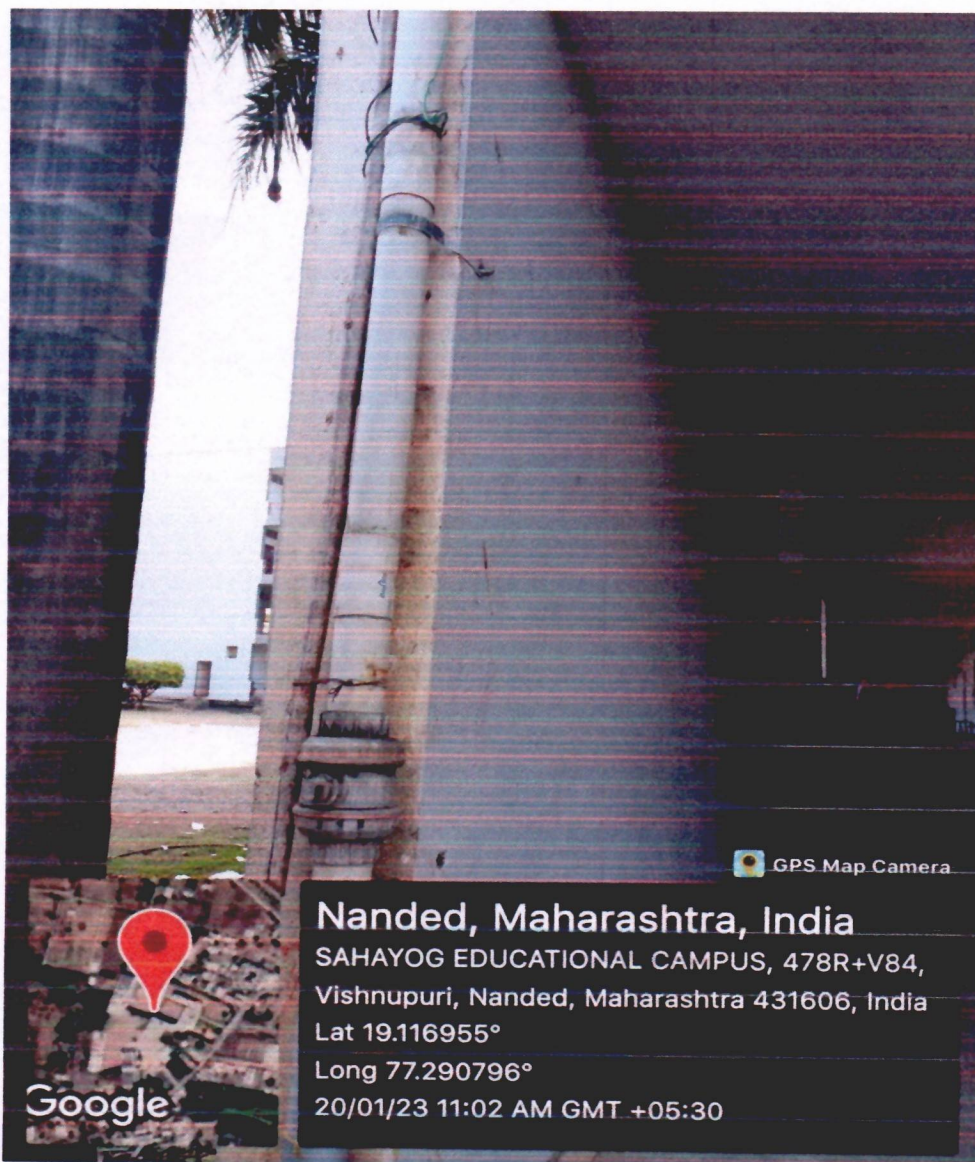 GPS Map Camera
Nanded, Maharashtra, India
SAHAYOG EDUCATIONAL CAMPUS, 478R+V84,
Vishnupuri, Nanded, Maharashtra 431606, India
Lat 19.116955°
Long 77.290796°
20/01/23 11:02 AM GMT +05:30
Google